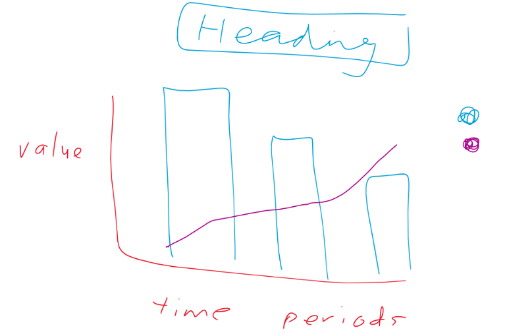 Heading
value
time periods